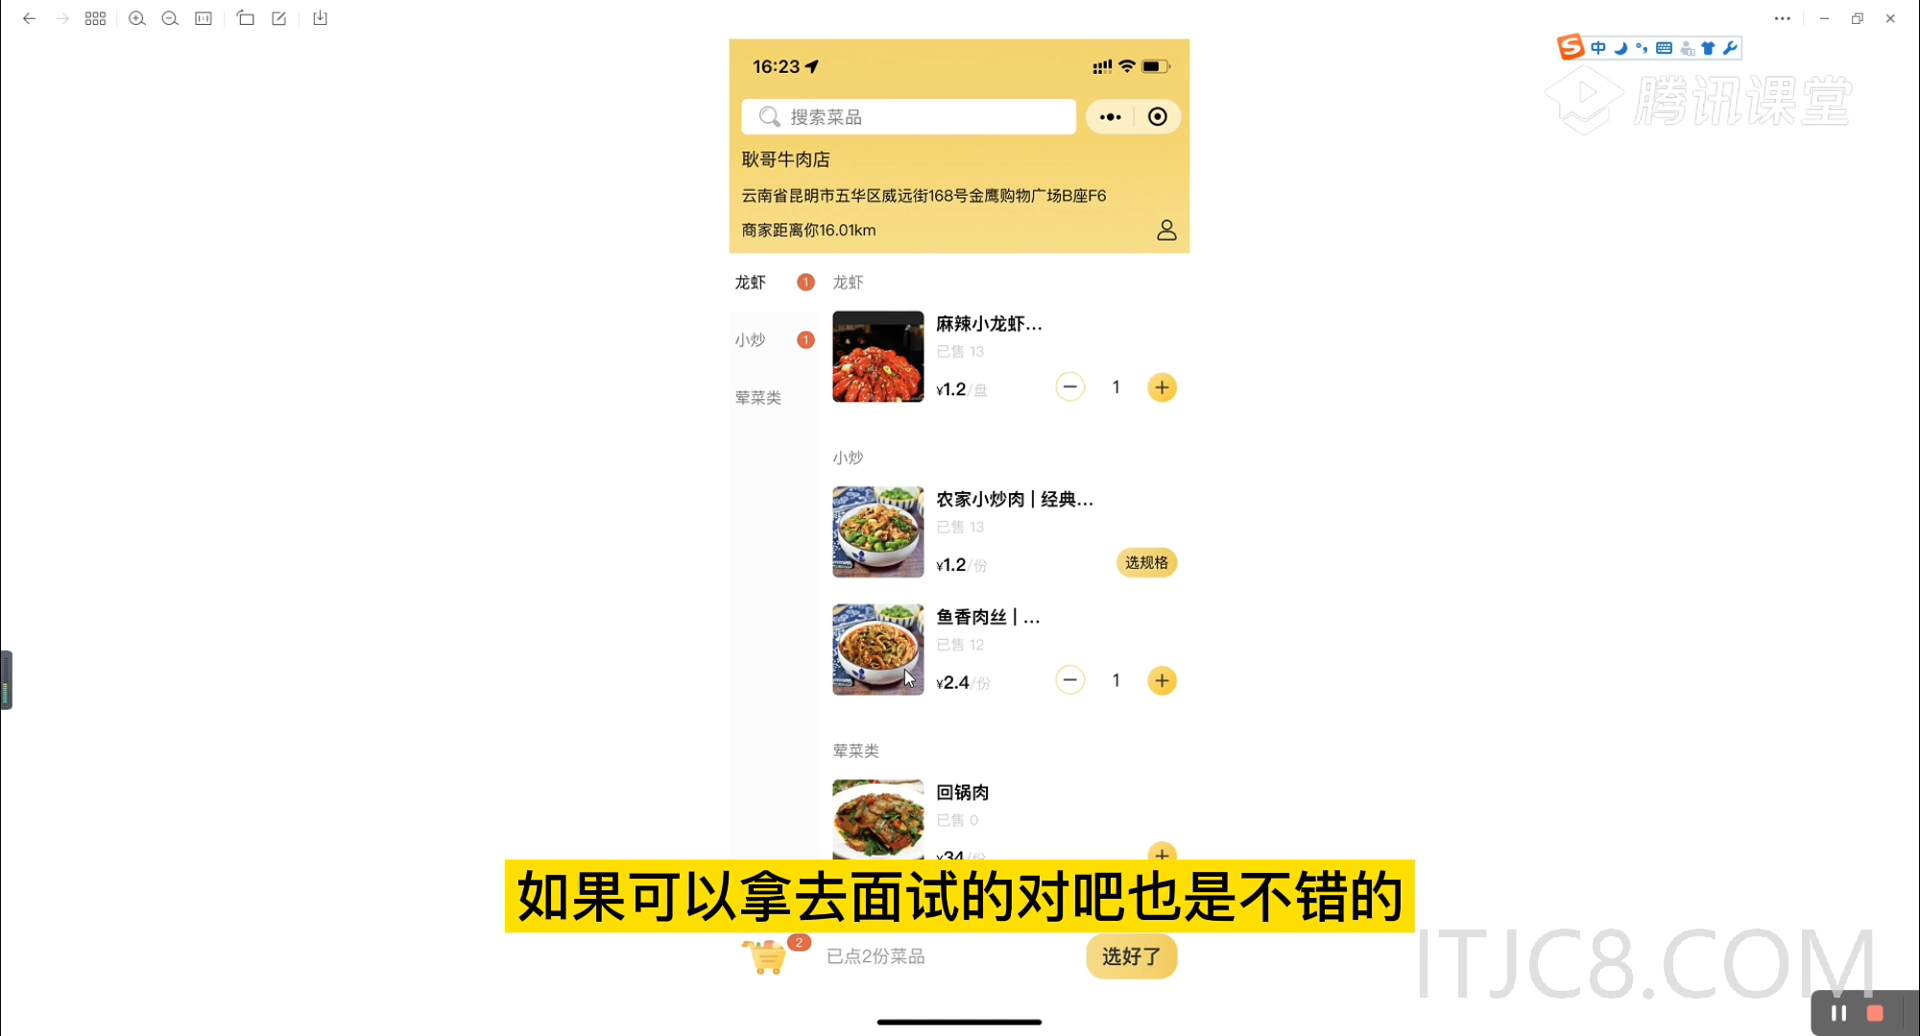 中
腾讯课堂
16:23
搜索菜品
耿哥牛肉店
云南省昆明市五华区威远街168号金鹰购物广场B座F6
商家距离你16.01km
龙虾
1
龙虾
麻辣小龙虾...
已售 13
¥1.2/盘
1
小炒
1
荤菜类
小炒
农家小炒肉 | 经典...
已售 13
¥1.2/份
选规格
鱼香肉丝 | ...
已售 12
¥2.4/份
1
荤菜类
回锅肉
已售 0
¥34/份
如果可以拿去面试的对吧也是不错的
2
已点2份菜品
选好了
ITJC8.COM